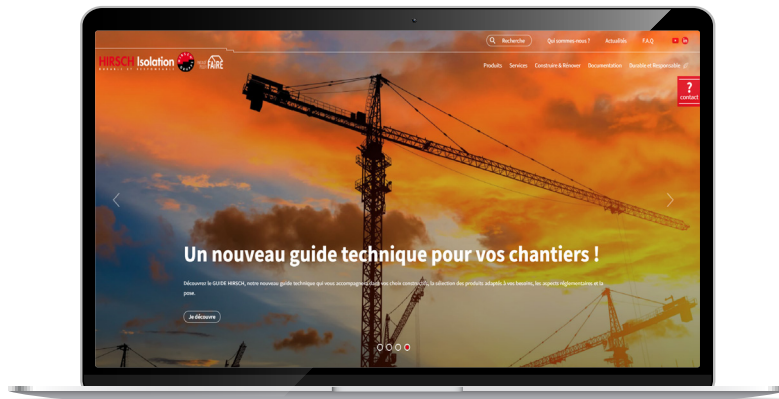 Recherche
Qui sommes-nous ?
Actualités
F.A.Q
HIRSCH Isolation
FAIRE
Produits
Services
Construire & Rénover
Documentation
Durable et Responsable
?
contact
Un nouveau guide technique pour vos chantiers !
Découvrez le GUIDE HIRSCH, notre nouveau guide technique qui vous accompagnera dans vos choix constructifs, la sélection des produits adaptés à vos besoins, les aspects réglementaires et la
pose.
Je découvre